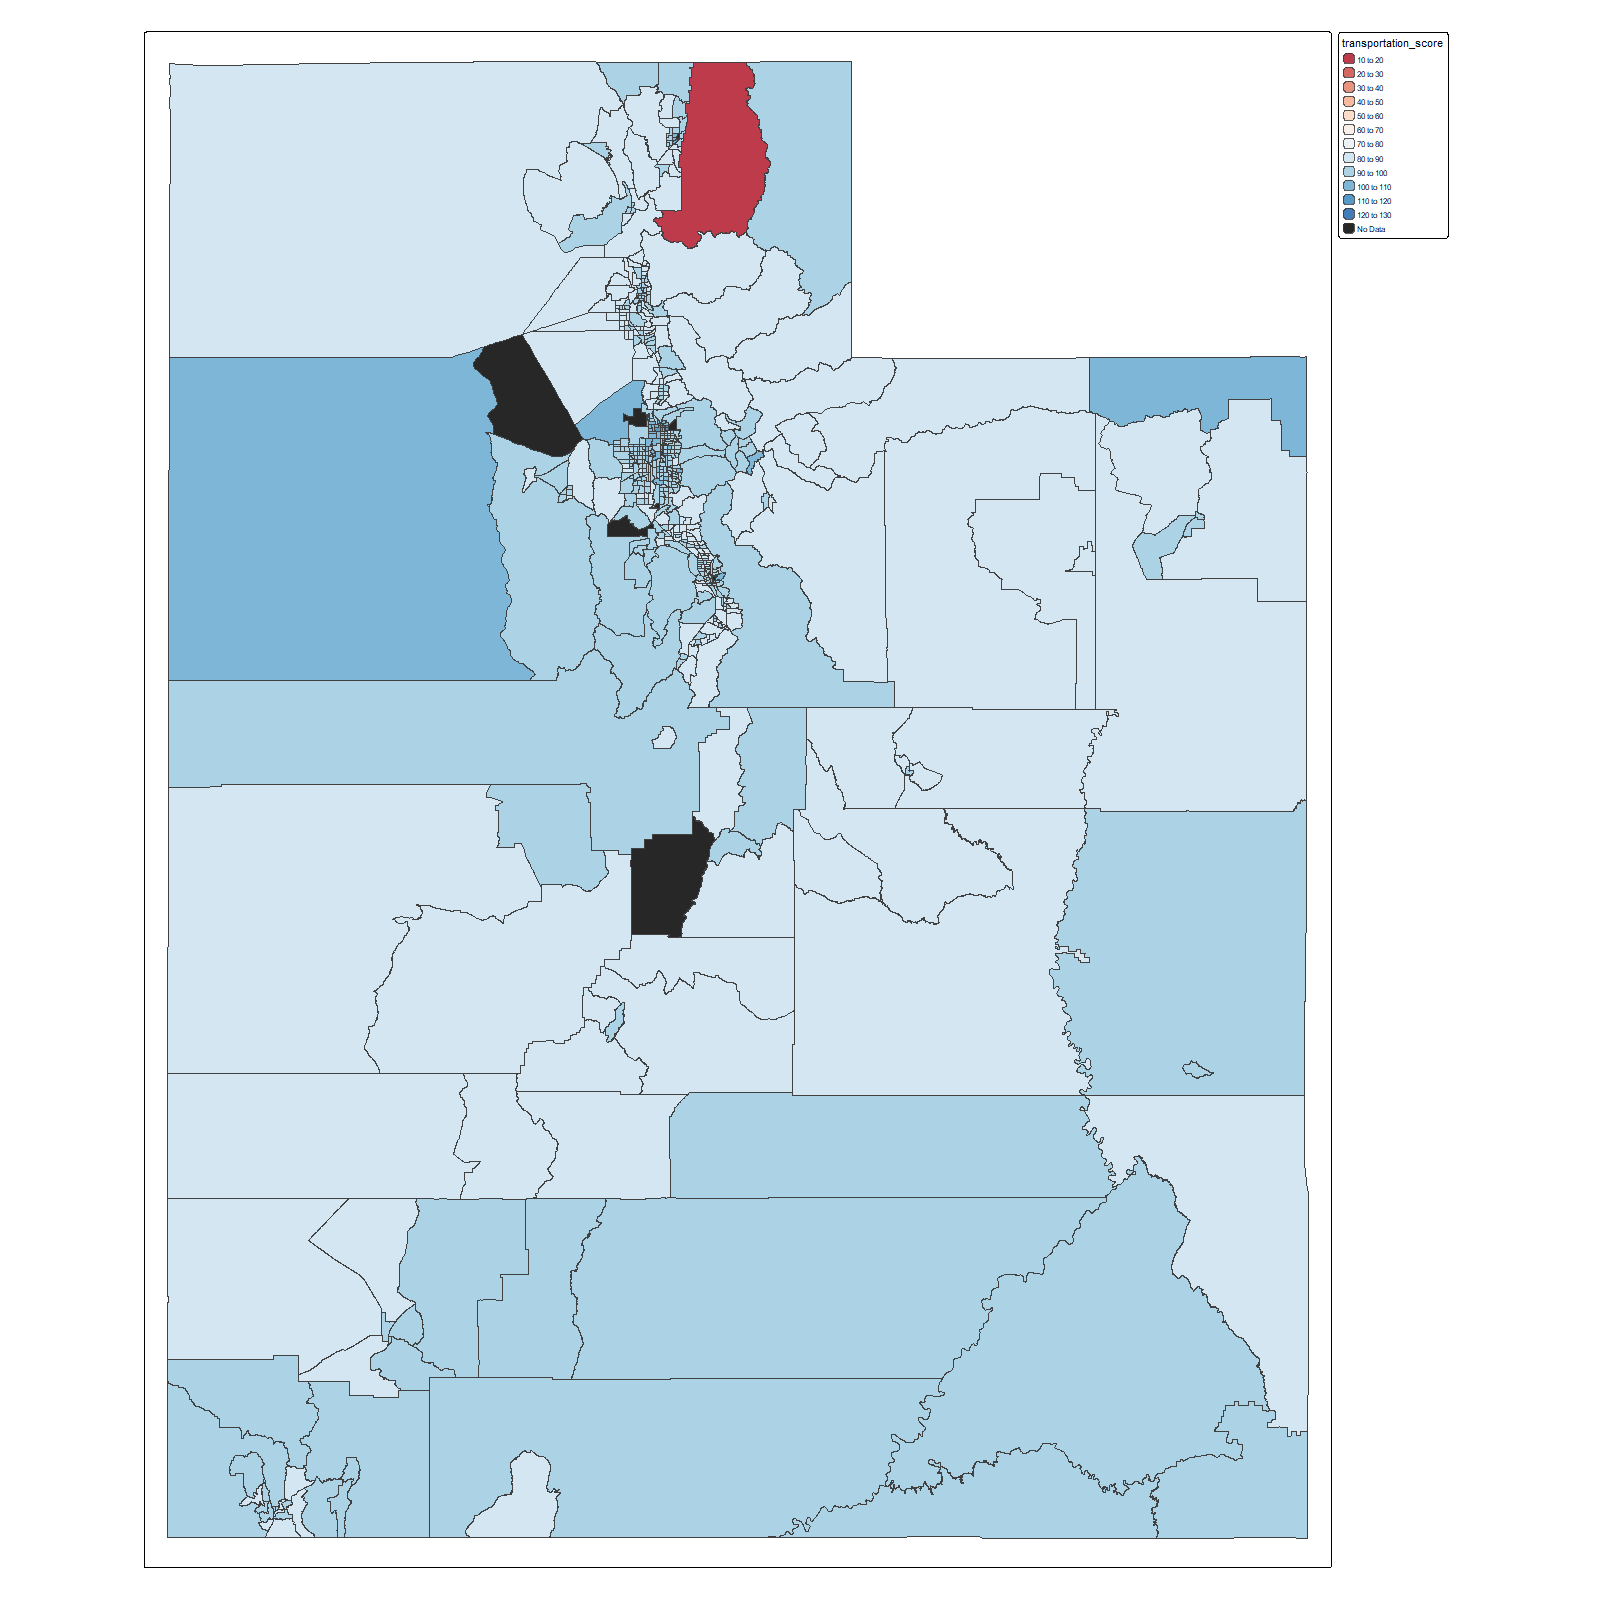 transportation_score
10 to 20
20 to 30
30 to 40
40 to 50
50 to 60
60 to 70
70 to 80
80 to 90
90 to 100
100 to 110
110 to 120
120 to 130
No Data